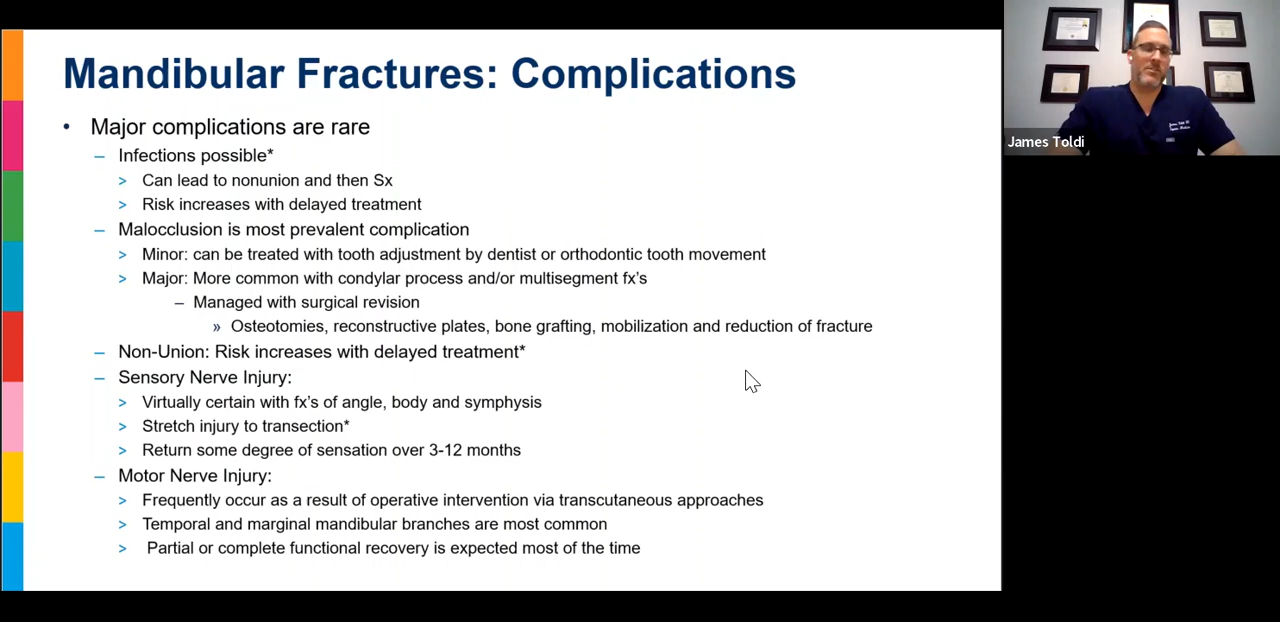 Mandibular Fractures: Complications
• Major complications are rare
– Infections possible*
> Can lead to nonunion and then Sx
> Risk increases with delayed treatment
– Malocclusion is most prevalent complication
> Minor: can be treated with tooth adjustment by dentist or orthodontic tooth movement
> Major: More common with condylar process and/or multisegment fx's
– Managed with surgical revision
» Osteotomies, reconstructive plates, bone grafting, mobilization and reduction of fracture
– Non-Union: Risk increases with delayed treatment*
– Sensory Nerve Injury:
> Virtually certain with fx's of angle, body and symphysis
> Stretch injury to transection*
> Return some degree of sensation over 3-12 months
– Motor Nerve Injury:
> Frequently occur as a result of operative intervention via transcutaneous approaches
> Temporal and marginal mandibular branches are most common
> Partial or complete functional recovery is expected most of the time
James Toldi